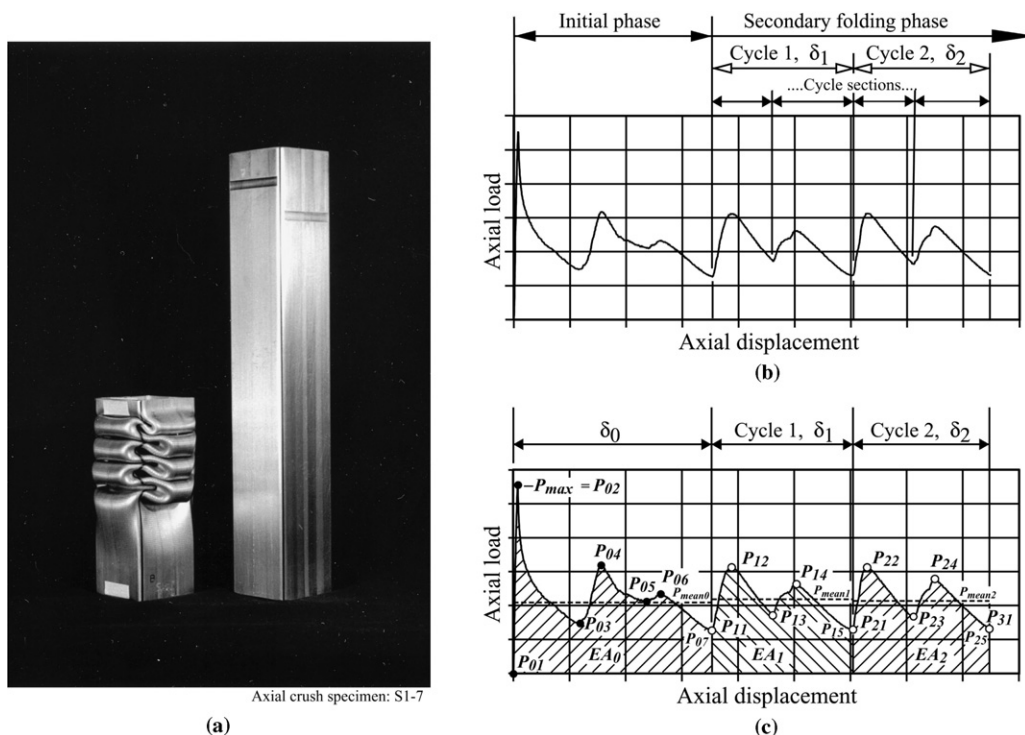 Axial crush specimen: S1-7
(a)
Initial phase
Secondary folding phase
Cycle 1, δ1
Cycle 2, δ2
....Cycle sections....
Axial load
Axial displacement
(b)
δ0
Cycle 1, δ1
Cycle 2, δ2
–Pmax = P02
P04
P05
P06
Pmean0
P03
P07
P01
EA0
P12
P14
Pmean1
P11
P13
P15
EA1
P22
P24
Pmean2
P21
P23
P25
P31
EA2
Axial load
Axial displacement
(c)